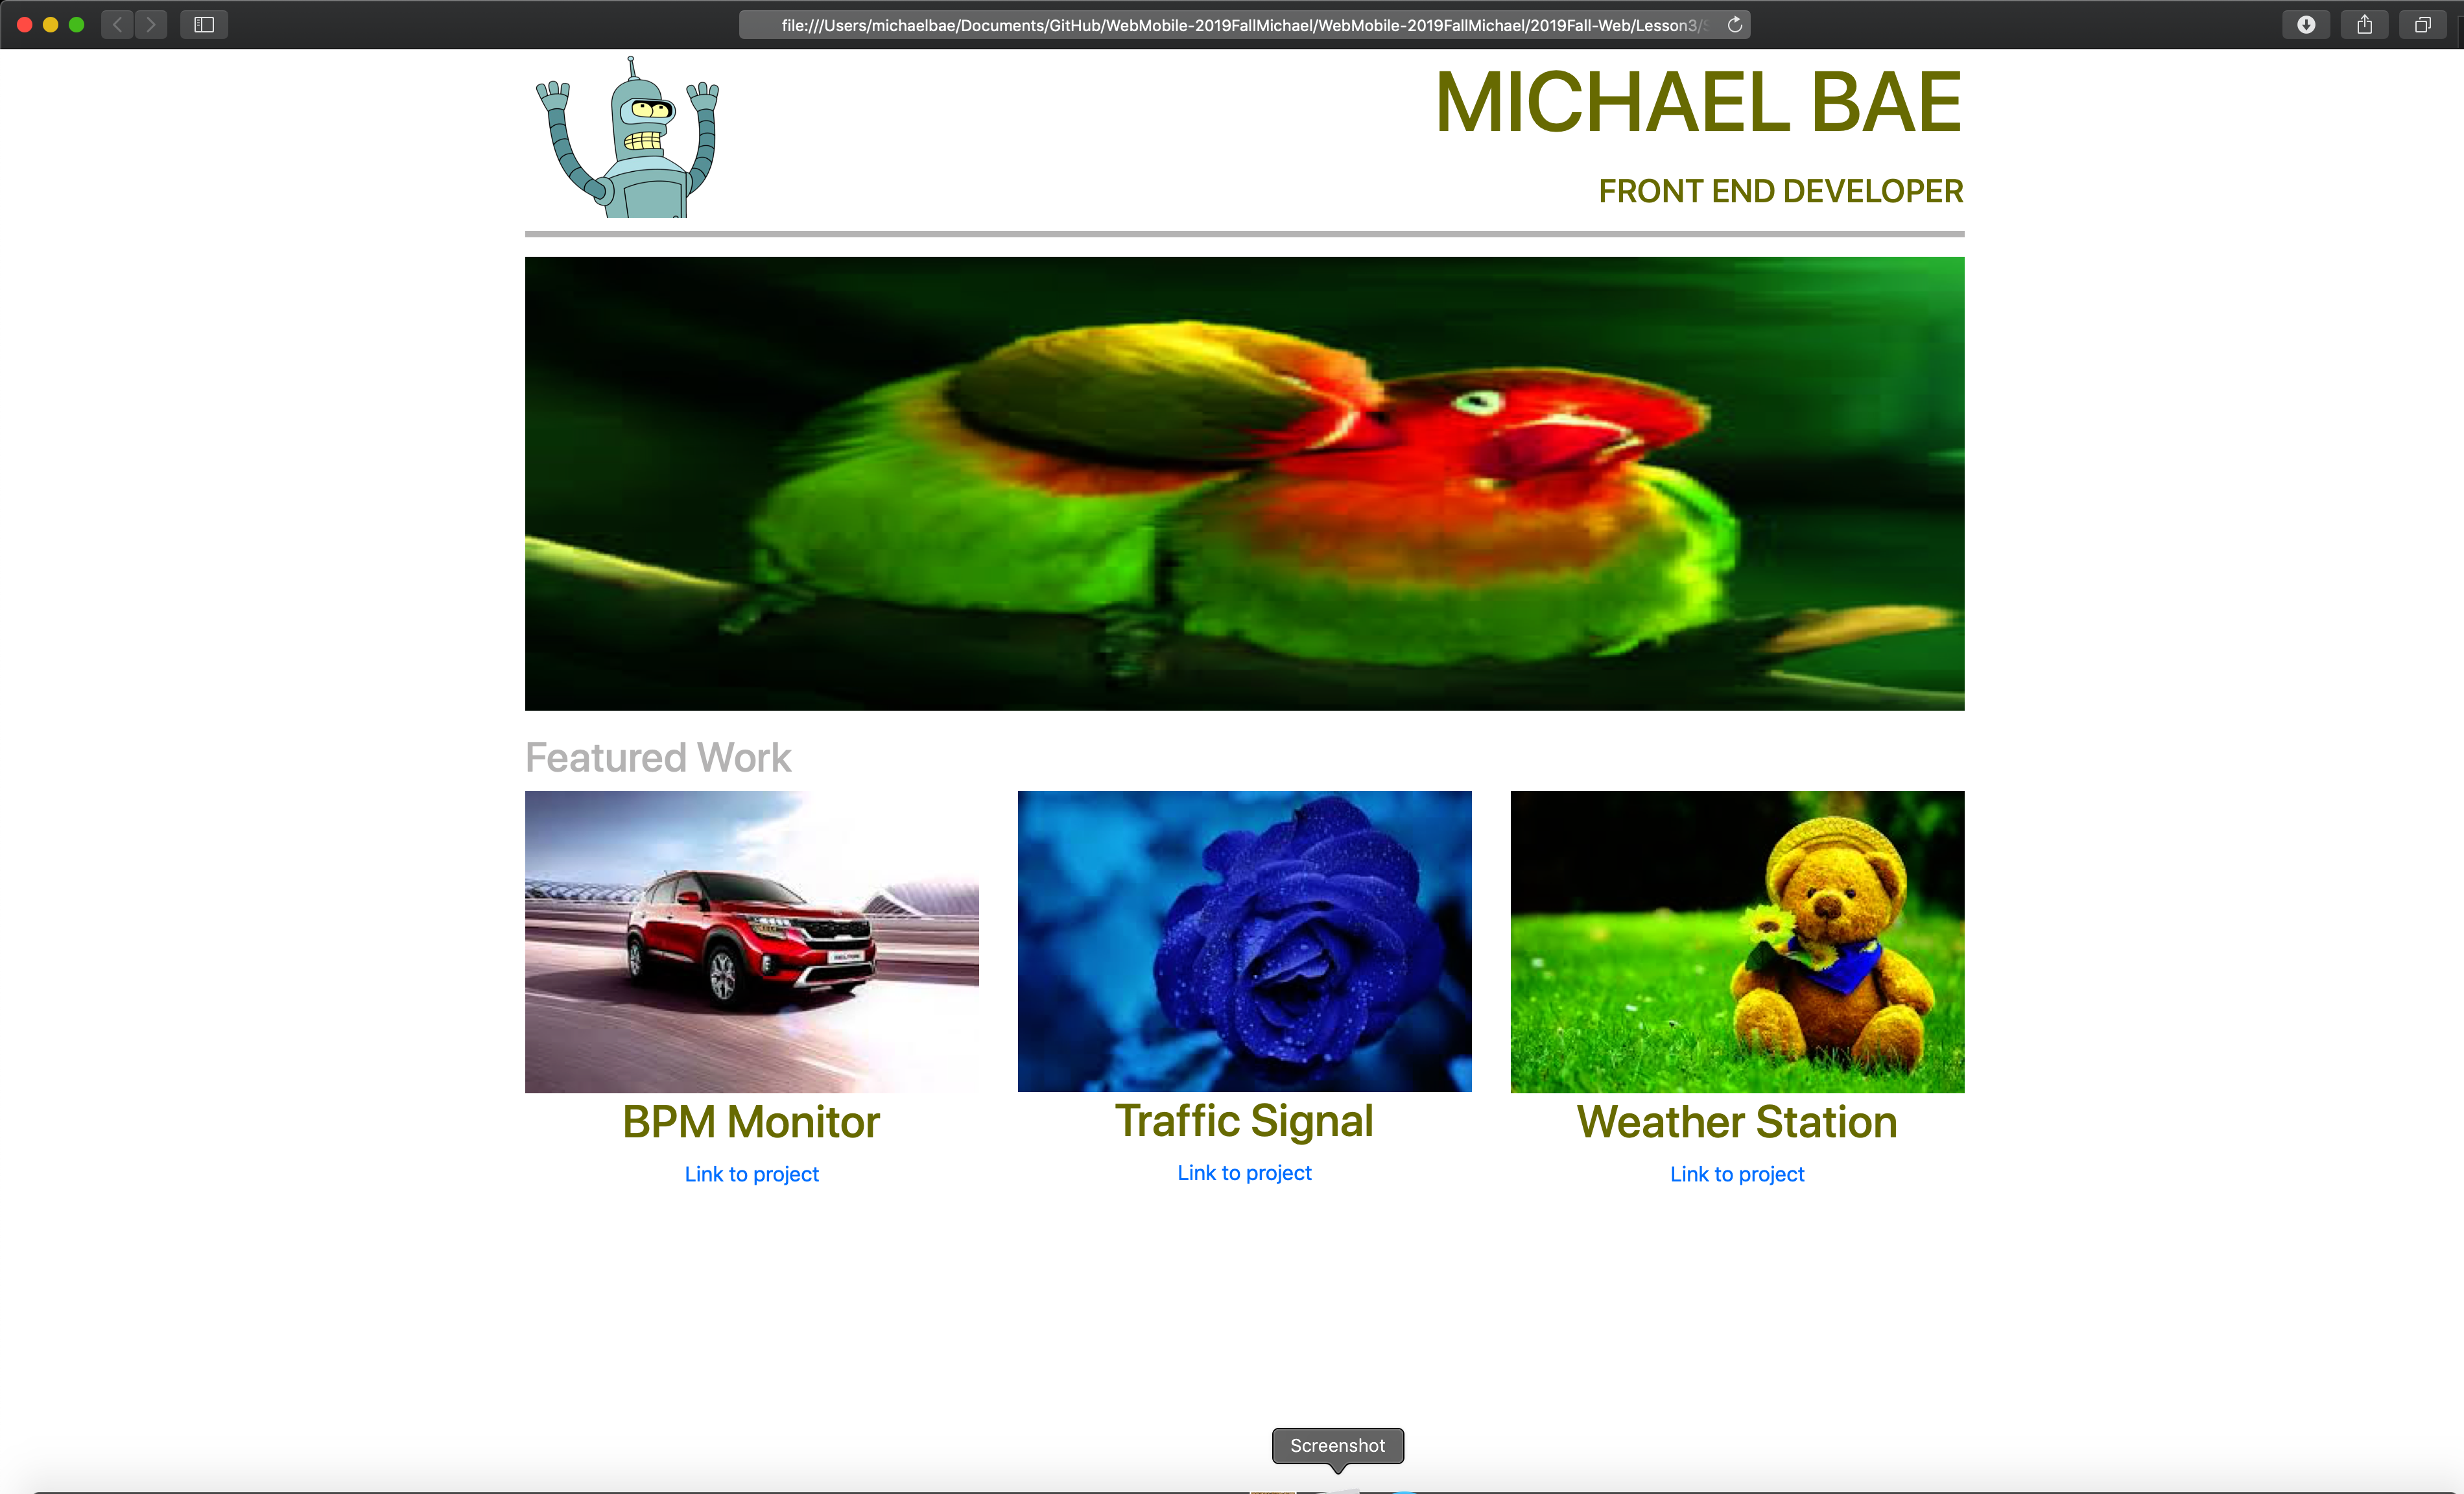 file:///Users/michaelbae/Documents/GitHub/WebMobile-2019FallMichael/WebMobile-2019FallMichael/2019Fall-Web/Lesson3/
MICHAEL BAE
FRONT END DEVELOPER
Featured Work
BPM Monitor
Traffic Signal
Weather Station
Link to project
Link to project
Link to project
Screenshot